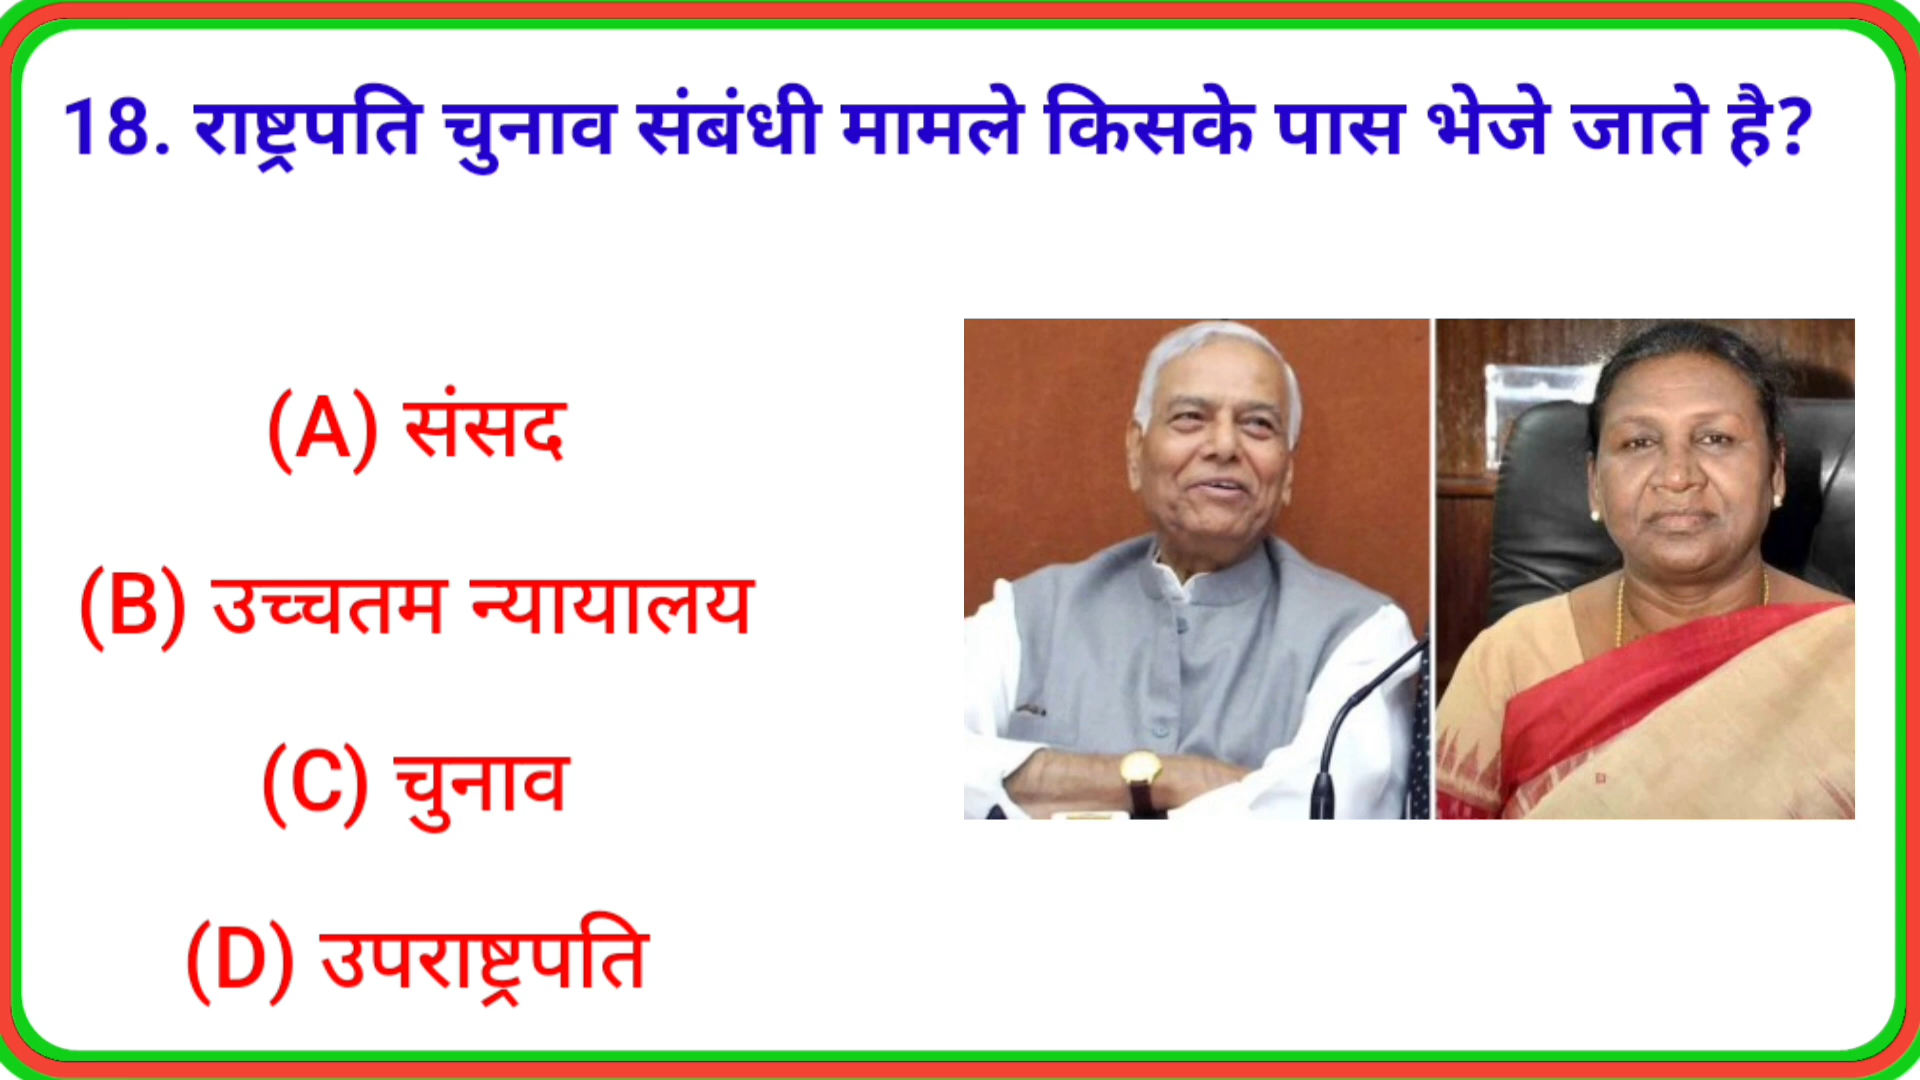 18. राष्ट्रपति चुनाव संबंधी मामले किसके पास भेजे जाते है?
(A) संसद
(B) उच्चतम न्यायालय
(C) चुनाव
(D) उपराष्ट्रपति